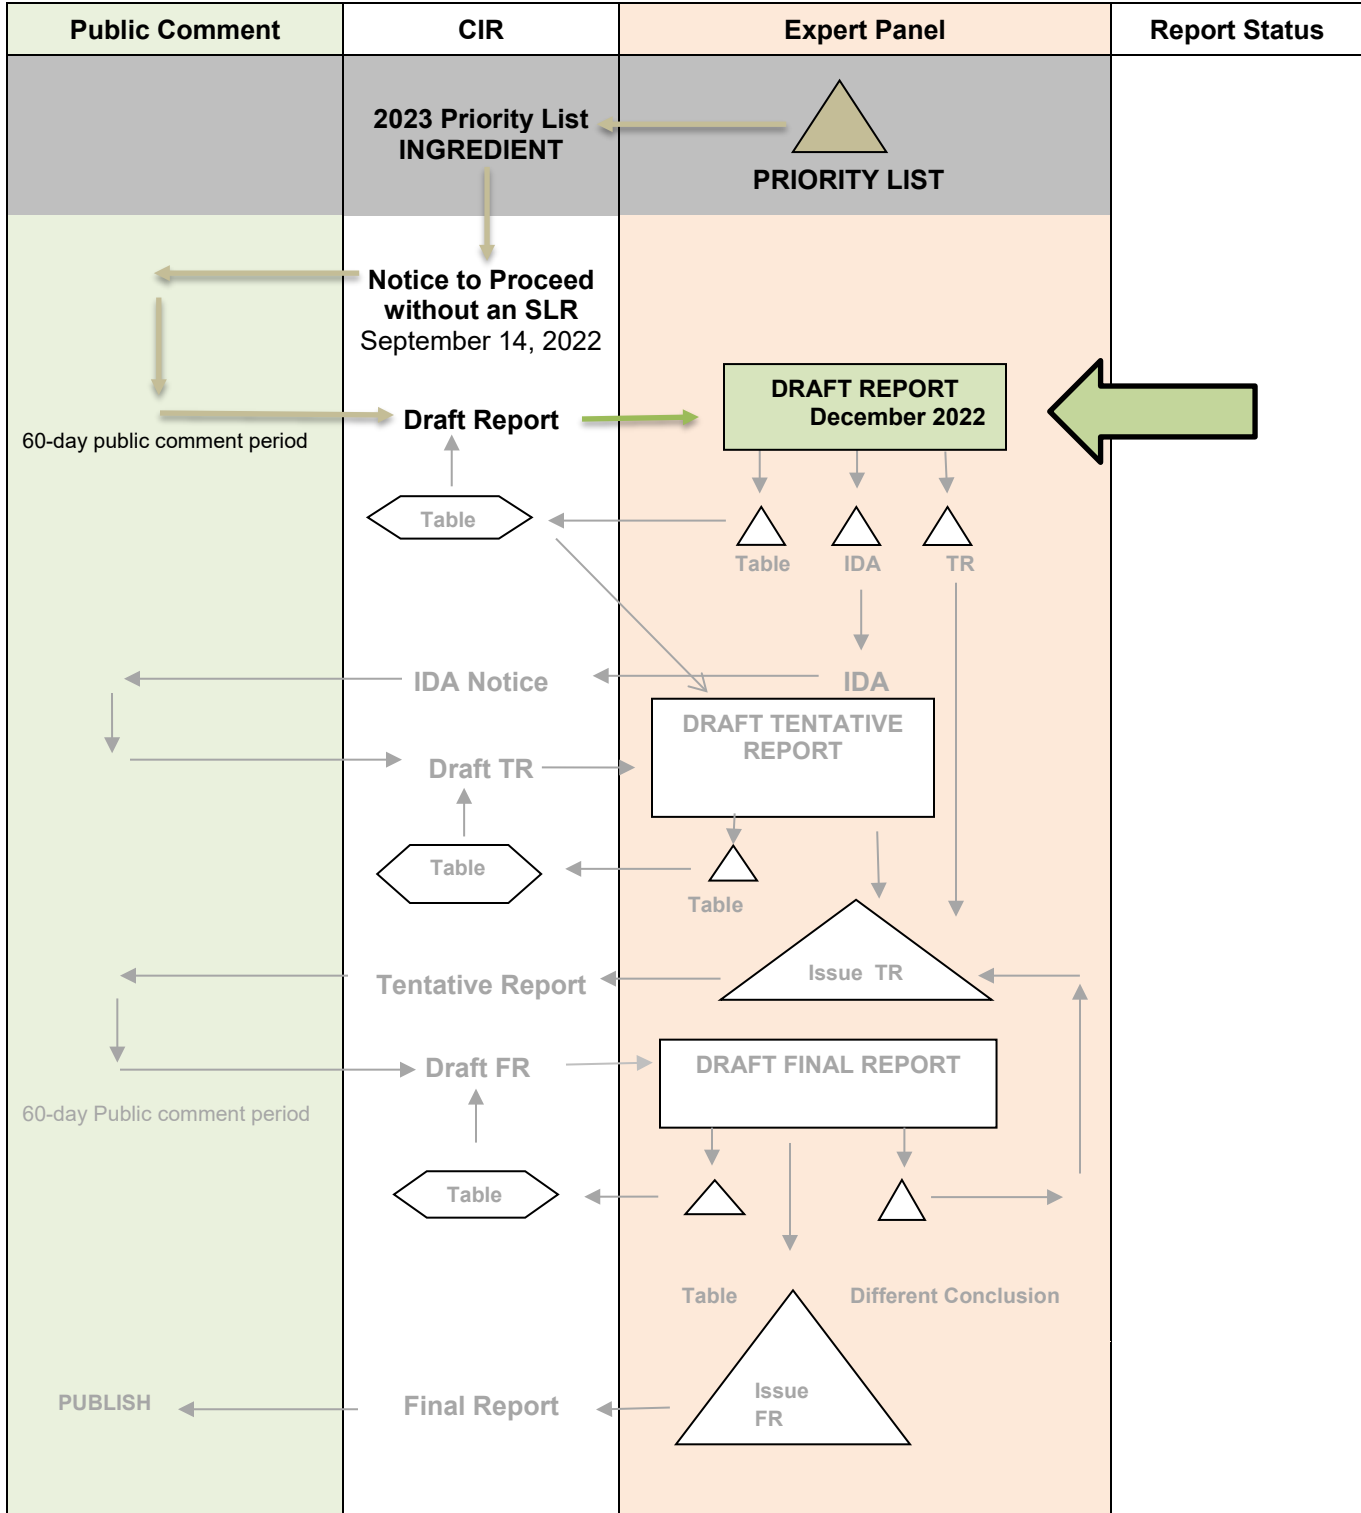 Public Comment
CIR
Expert Panel
Report Status
2023 Priority List
INGREDIENT
PRIORITY LIST
Notice to Proceed
without an SLR
September 14, 2022
DRAFT REPORT
December 2022
Draft Report
60-day public comment period
Table
Table
IDA
TR
IDA Notice
IDA
DRAFT TENTATIVE
REPORT
Draft TR
Table
Table
Issue TR
Tentative Report
Draft FR
DRAFT FINAL REPORT
60-day Public comment period
Table
Table
Different Conclusion
Issue
FR
PUBLISH
Final Report